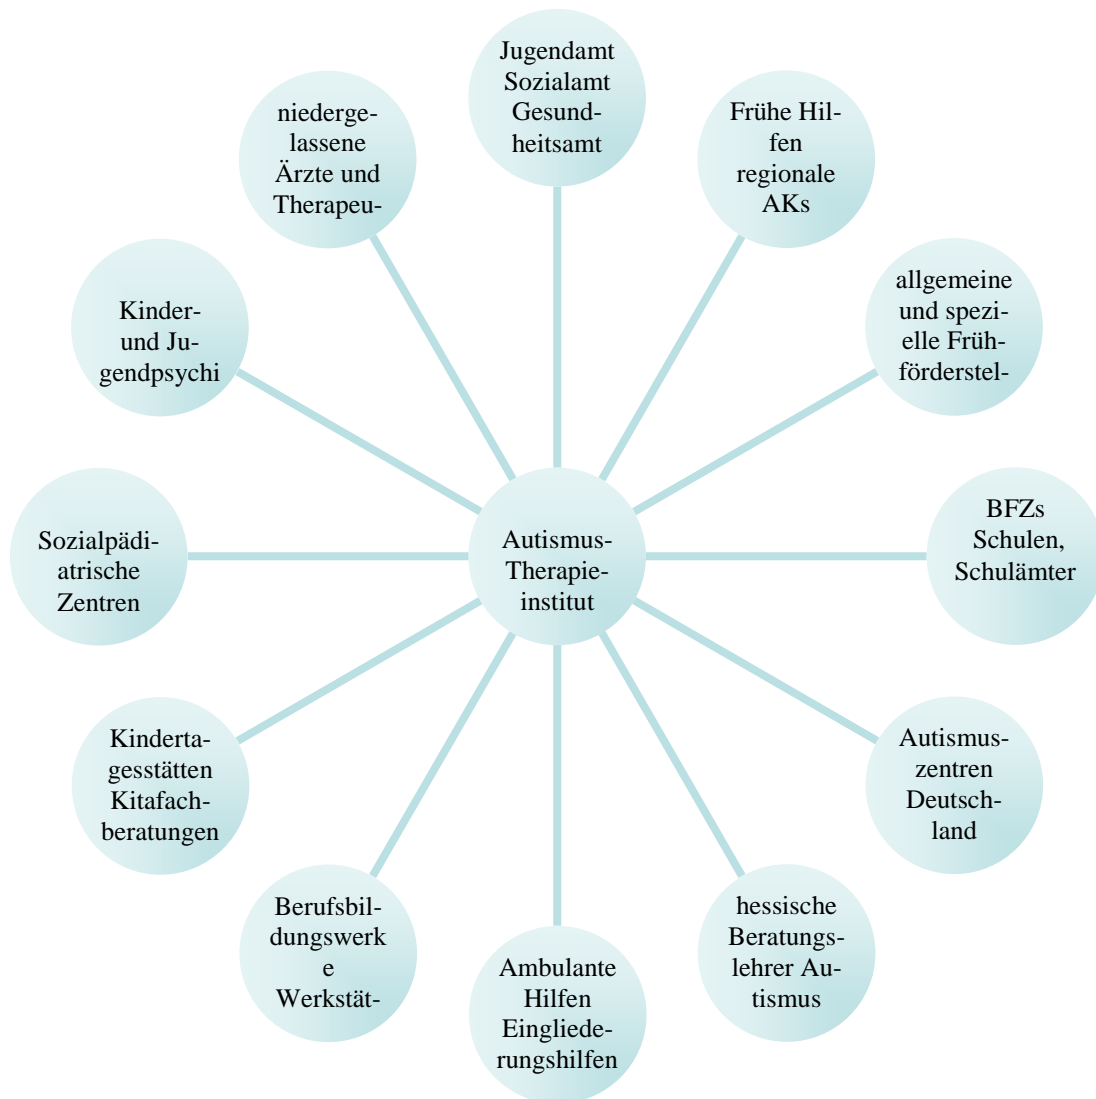 Jugendamt
Sozialamt
Gesund-
heitsamt
Frühe Hil-
fen
regionale
AKs
allgemeine
und spezi-
elle Früh-
förderstel-
BFZs
Schulen,
Schulämter
Autismus-
zentren
Deutsch-
land
hessische
Beratungs-
lehrer Au-
tismus
Ambulante
Hilfen
Eingliede-
rungshilfen
Berufsbil-
dungswerk
e
Werkstät-
Kinderta-
gesstätten
Kitafach-
beratungen
Sozialpädi-
atrische
Zentren
Kinder-
und Ju-
gendpsychi
niederge-
lassene
Ärzte und
Therapeu-
Autismus-
Therapie-
institut